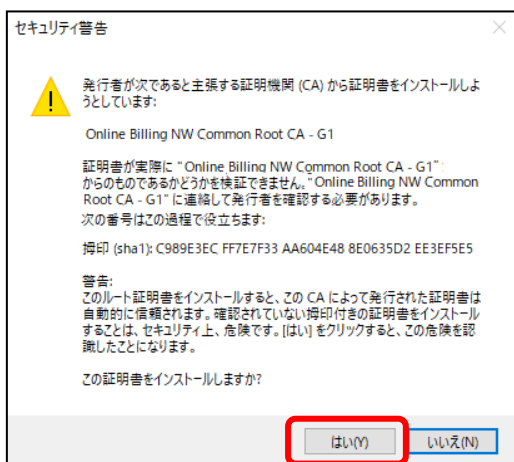 セキュリティ警告
発行者が次であると主張する証明機関 (CA) から証明書をインストールしよ
うとしています:
Online Billing NW Common Root CA - G1
証明書が実際に "Online Billing NW Common Root CA - G1"
からのものであるかどうかを検証できません。"Online Billing NW Common
Root CA - G1" に連絡して発行者を確認する必要があります。
次の番号はこの過程で役立ちます:
拇印 (sha1): C989E3EC FF7E7F33 AA604E48 8E0635D2 EE3EF5E5
警告:
このルート証明書をインストールすると、この CA によって発行された証明書は
自動的に信頼されます。確認されていない拇印付きの証明書をインストール
することは、セキュリティ上、危険です。[はい] をクリックすると、この危険を認
識したことになります。
この証明書をインストールしますか?
はい(Y) いいえ(N)